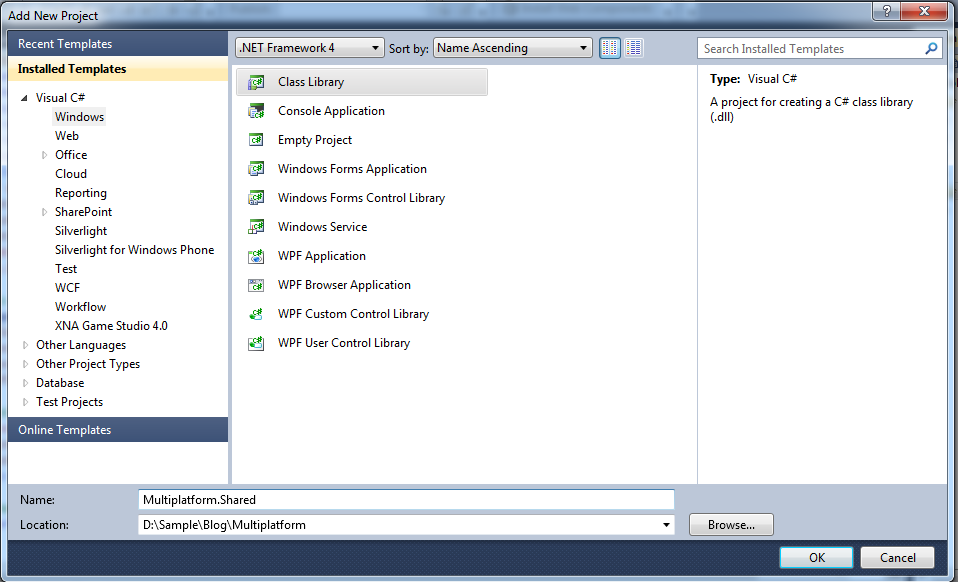 Add New Project
?
Recent Templates
.NET Framework 4 Sort by: Name Ascending
Search Installed Templates
Installed Templates
Visual C#
Windows
Web
Office
Cloud
Reporting
SharePoint
Silverlight
Silverlight for Windows Phone
Test
WCF
Workflow
XNA Game Studio 4.0
Other Languages
Other Project Types
Database
Test Projects
Online Templates
Class Library
Console Application
Empty Project
Windows Forms Application
Windows Forms Control Library
Windows Service
WPF Application
WPF Browser Application
WPF Custom Control Library
WPF User Control Library
Type: Visual C#
A project for creating a C# class library
(.dll)
Name: Multiplatform.Shared
Location: D:\Sample\Blog\Multiplatform Browse...
OK Cancel